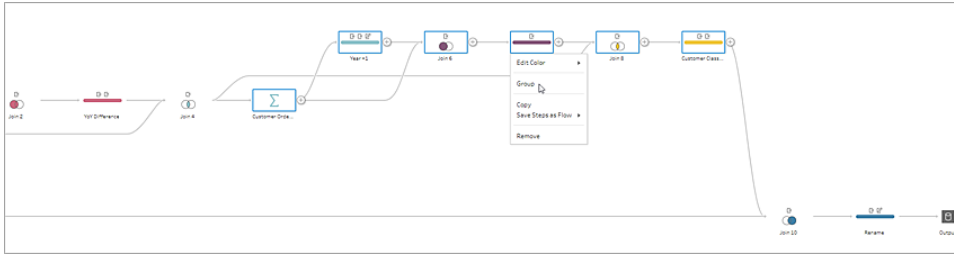 Year +1
Join 6
Join 8
Customer Class...
Edit Color
Group
Copy
Save Steps as Flow
Remove
Join 2
YoY Difference
Join 4
Customer Orde...
Join 10
Rename
Outpu